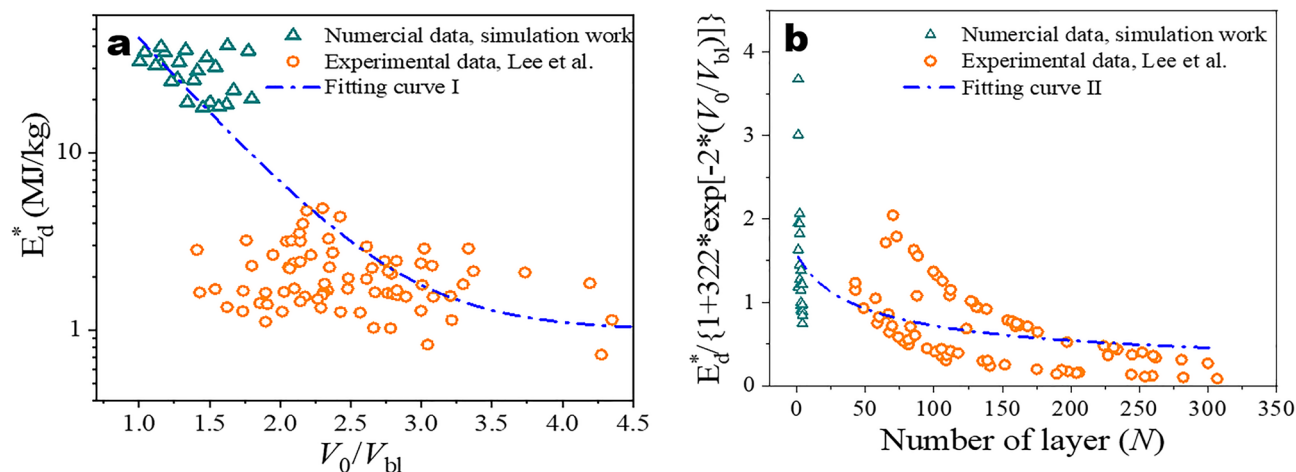 a
Numercial data, simulation work
Experimental data, Lee et al.
Fitting curve I
10
1
E*d (MJ/kg)
1.0 1.5 2.0 2.5 3.0 3.5 4.0 4.5
V0/Vbl
b
Numercial data, simulation work
Experimental data, Lee et al.
Fitting curve II
4
3
2
1
0
E*d/{1+322*exp[-2*(V0/Vbl)]}
0 50 100 150 200 250 300 350
Number of layer (N)